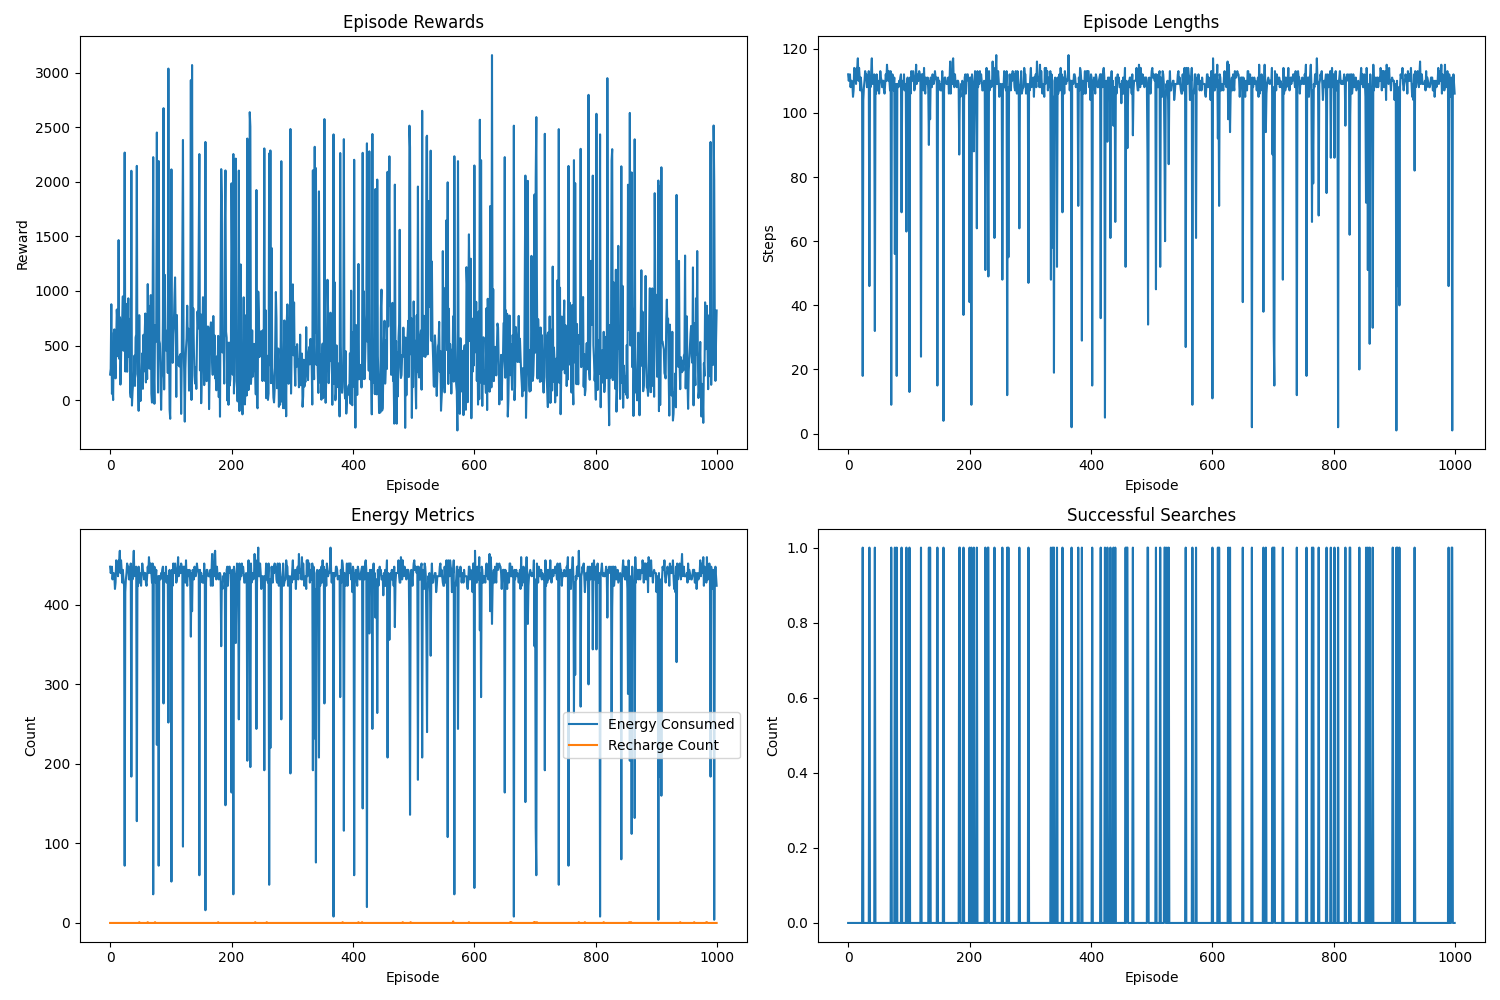 Episode Rewards
Reward
3000
2500
2000
1500
1000
500
0
0 200 400 600 800 1000
Episode
Episode Lengths
Steps
120
100
80
60
40
20
0
0 200 400 600 800 1000
Episode
Energy Metrics
Count
400
300
200
100
0
Energy Consumed
Recharge Count
0 200 400 600 800 1000
Episode
Successful Searches
Count
1.0
0.8
0.6
0.4
0.2
0.0
0 200 400 600 800 1000
Episode